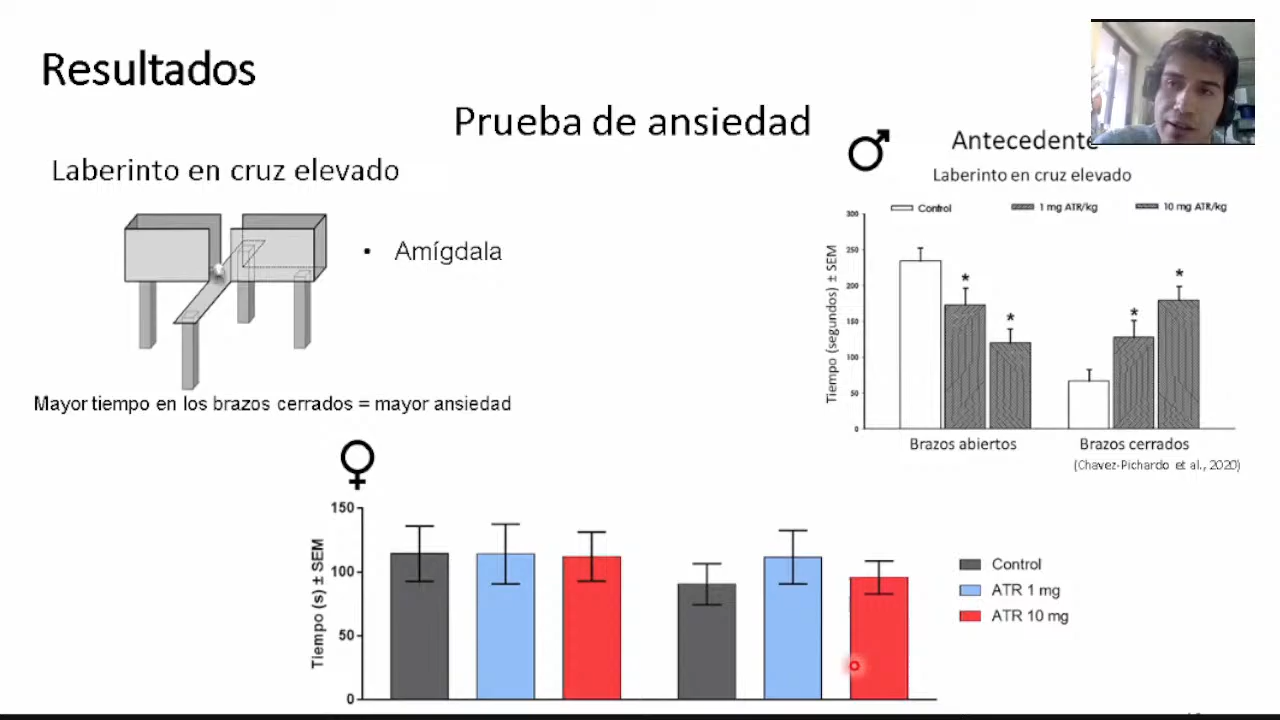 Resultados
Prueba de ansiedad
Laberinto en cruz elevado
• Amígdala
Mayor tiempo en los brazos cerrados = mayor ansiedad
Antecedente
Laberinto en cruz elevado
Control
1 mg ATR/kg
10 mg ATR/kg
Tiempo (segundos) ± SEM
300
250
200
150
100
50
0
*
*
*
*
Brazos abiertos
Brazos cerrados
(Chavez-Pichardo et al., 2020)
Tiempo (s) ± SEM
150
100
50
0
Control
ATR 1 mg
ATR 10 mg